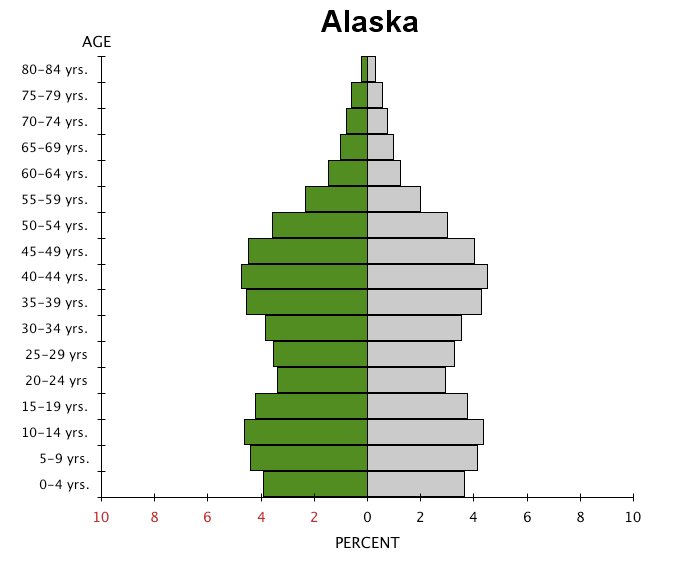 Alaska
AGE
80-84 yrs.
75-79 yrs.
70-74 yrs.
65-69 yrs.
60-64 yrs.
55-59 yrs.
50-54 yrs.
45-49 yrs.
40-44 yrs.
35-39 yrs.
30-34 yrs.
25-29 yrs
20-24 yrs
15-19 yrs.
10-14 yrs.
5-9 yrs.
0-4 yrs.
10 8 6 4 2 0 2 4 6 8 10
PERCENT